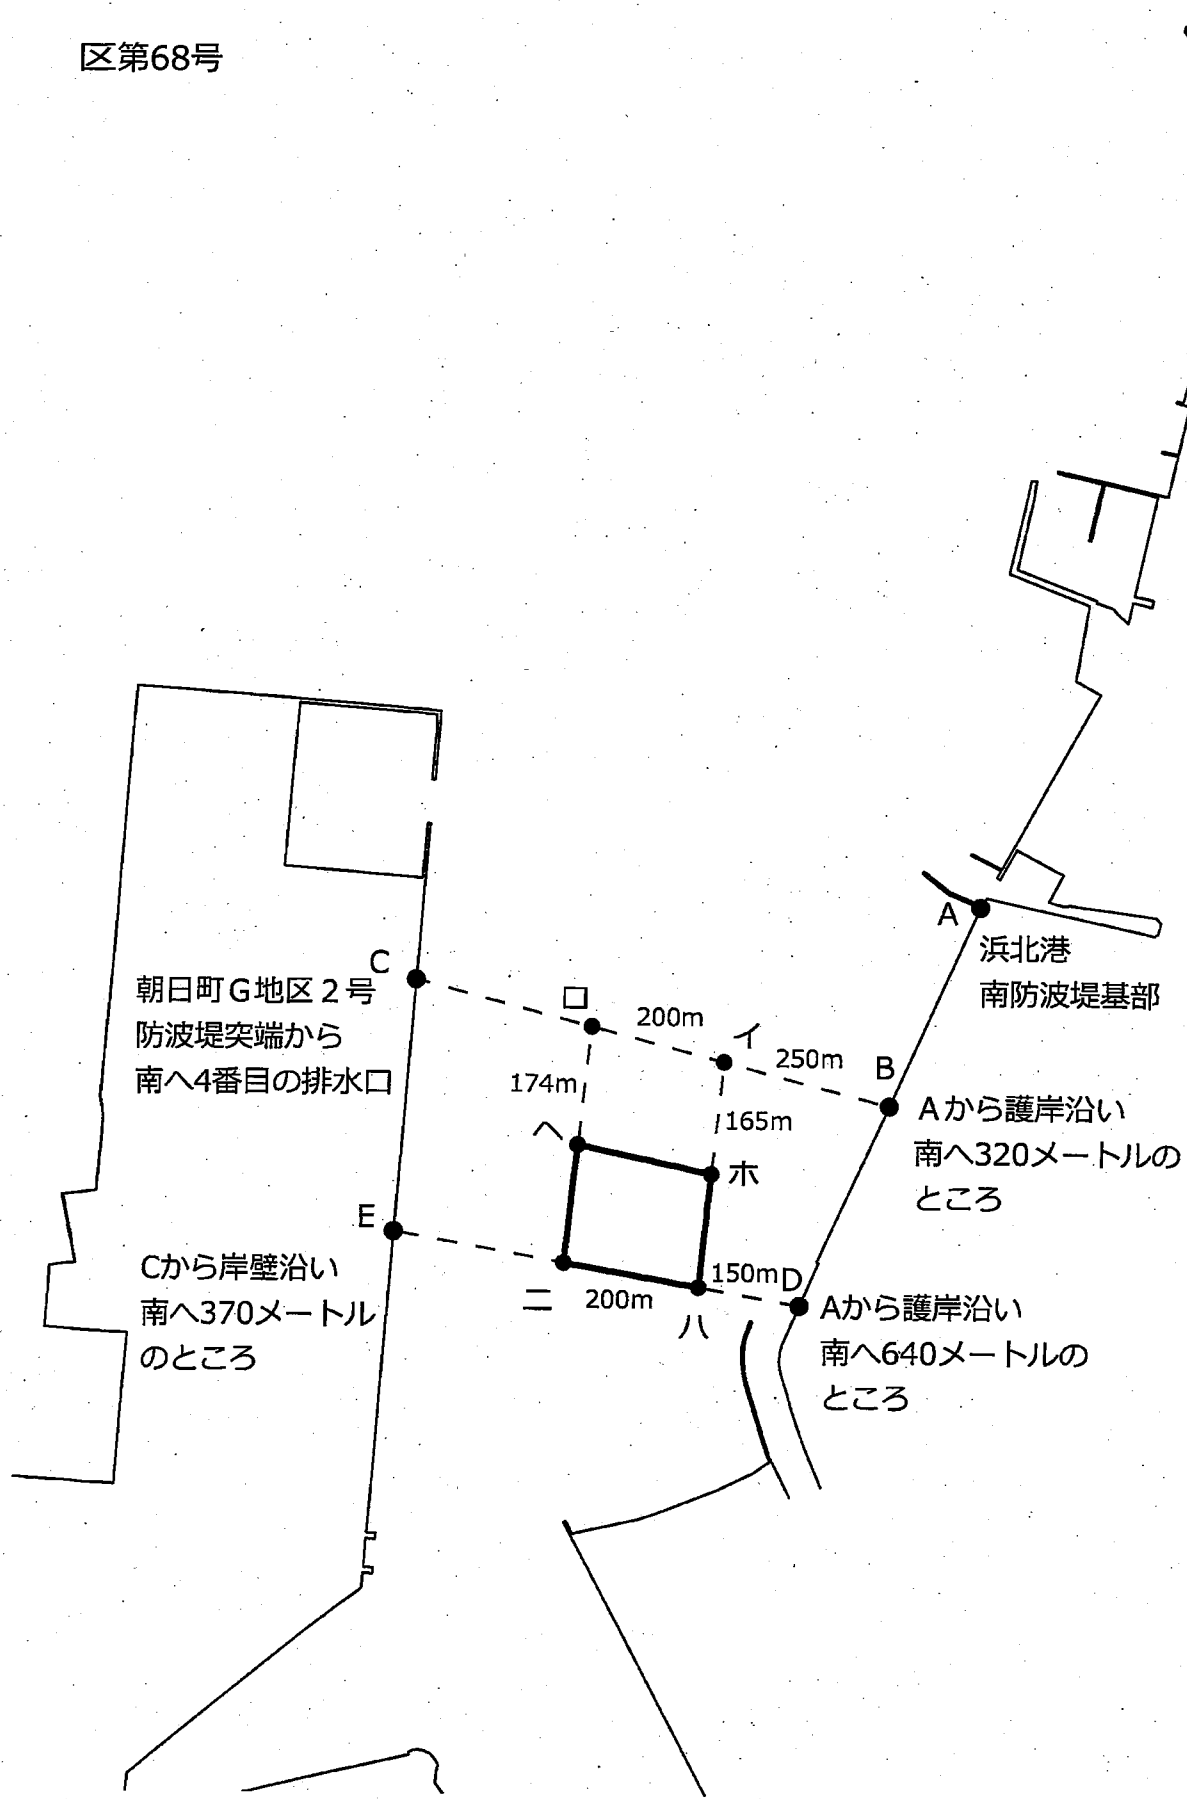 区第68号
A
浜北港
南防波堤基部
C
朝日町G地区2号
防波堤突端から
南へ4番目の排水口
ロ
200m
イ
250m
B
174m
165m
Aから護岸沿い
南へ320メートルの
ところ
ヘ
ホ
E
Cから岸壁沿い
南へ370メートル
のところ
ニ
200m
ハ
150m
D
Aから護岸沿い
南へ640メートルの
ところ